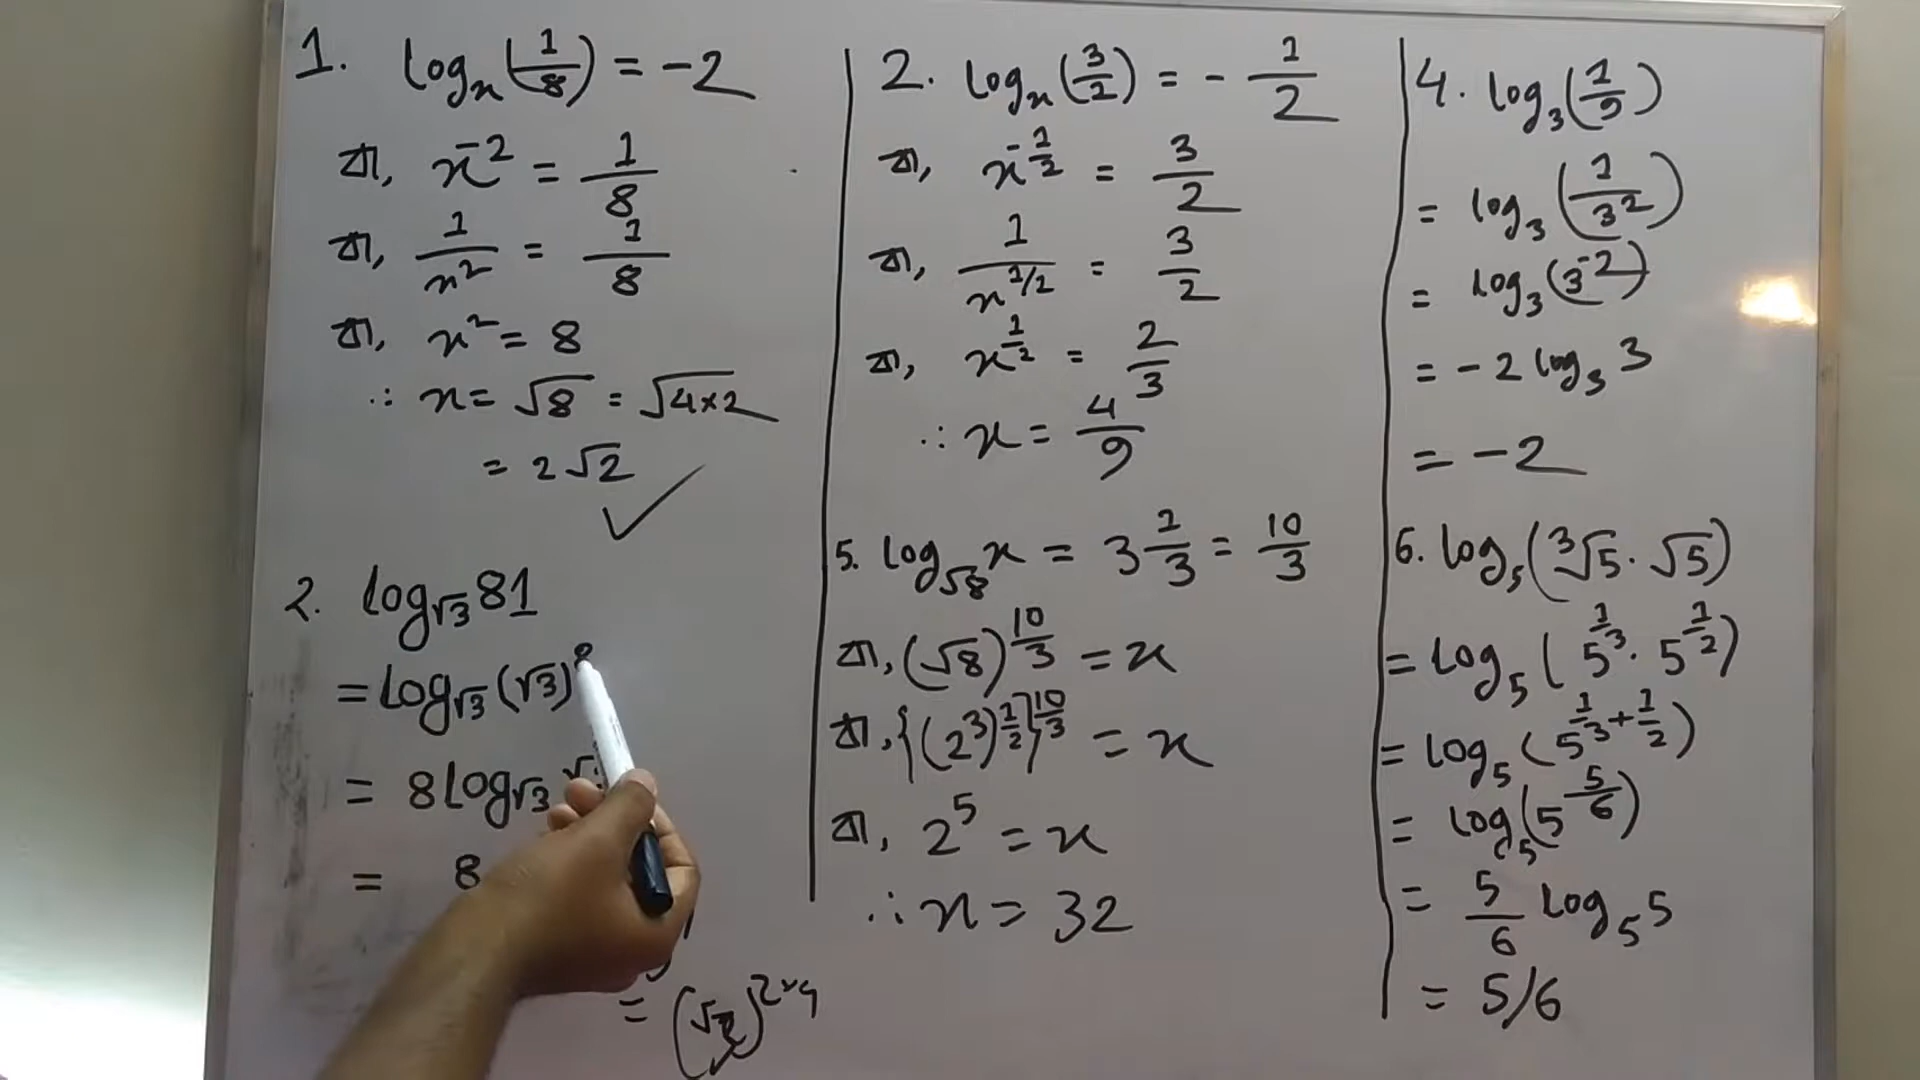 1. logₓ(1/8) = -2
বা, x⁻² = 1/8
বা, 1/x² = 1/8
বা, x² = 8
∴ x = √8 = √4×2
= 2√2 ✓
2. log_√3 81
= log_√3 (√3)⁸
= 8 log_√3
= 8
= (√3)^2×4
2. logₓ(3/2) = - 1/2
বা, x^(-1/2) = 3/2
বা, 1/x^(1/2) = 3/2
বা, x^(1/2) = 2/3
∴ x = 4/9
5. log_√8 x = 3 1/3 = 10/3
বা, (√8)^(10/3) = x
বা, {(2³)^(1/2)}^(10/3) = x
বা, 2⁵ = x
∴ x = 32
4. log₃(1/9)
= log₃(1/3²)
= log₃(3⁻²)
= -2 log₃ 3
= -2
6. log₅(³√5 · √5)
= log₅(5^(1/3) · 5^(1/2))
= log₅(5^(1/3 + 1/2))
= log₅(5^(5/6))
= 5/6 log₅ 5
= 5/6